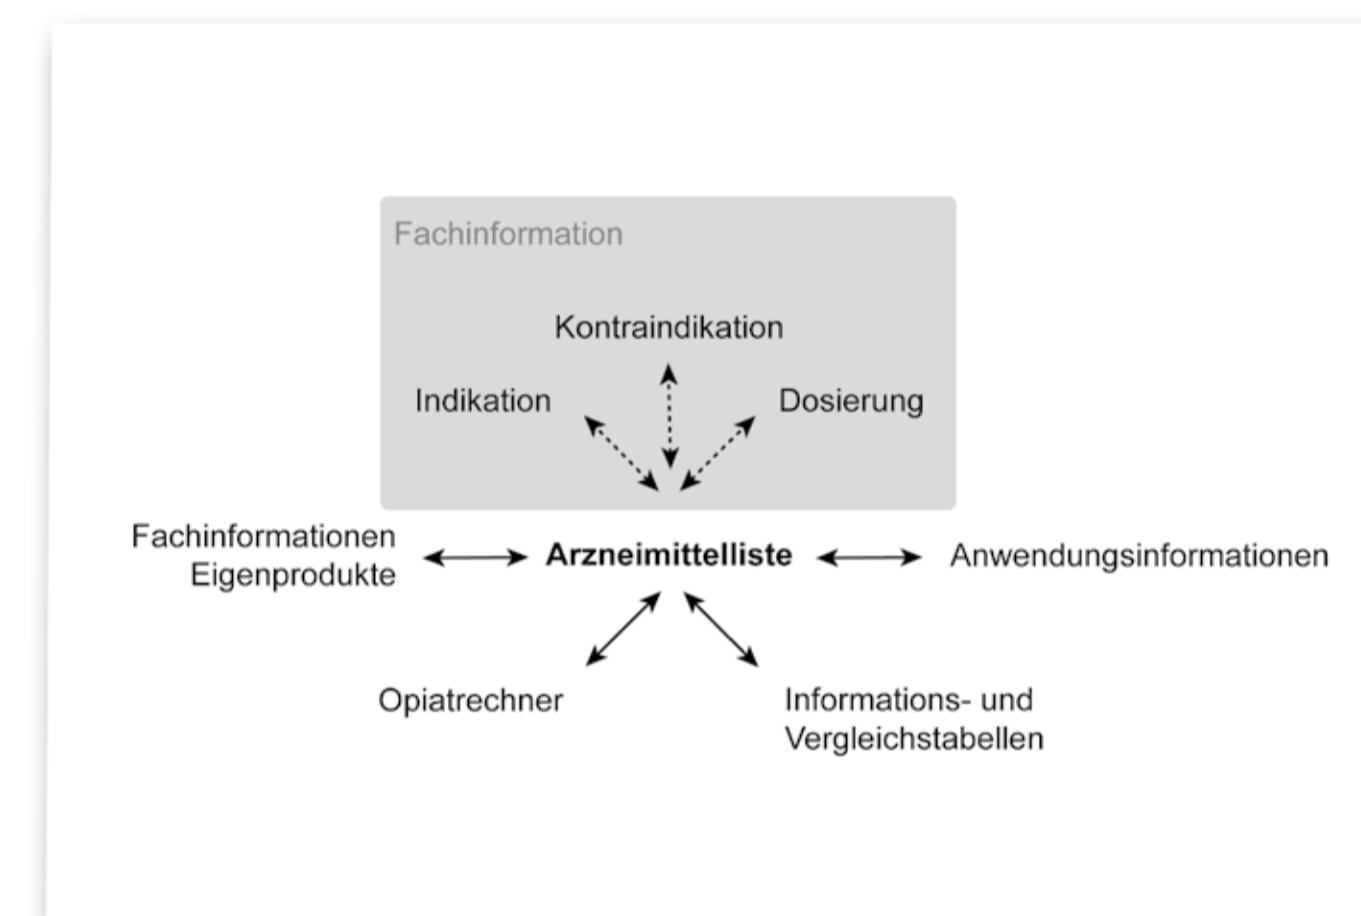 Fachinformation
Kontraindikation
Indikation
Dosierung
Fachinformationen
Eigenprodukte
Arzneimittelliste
Anwendungsinformationen
Opiatrechner
Informations- und
Vergleichstabellen